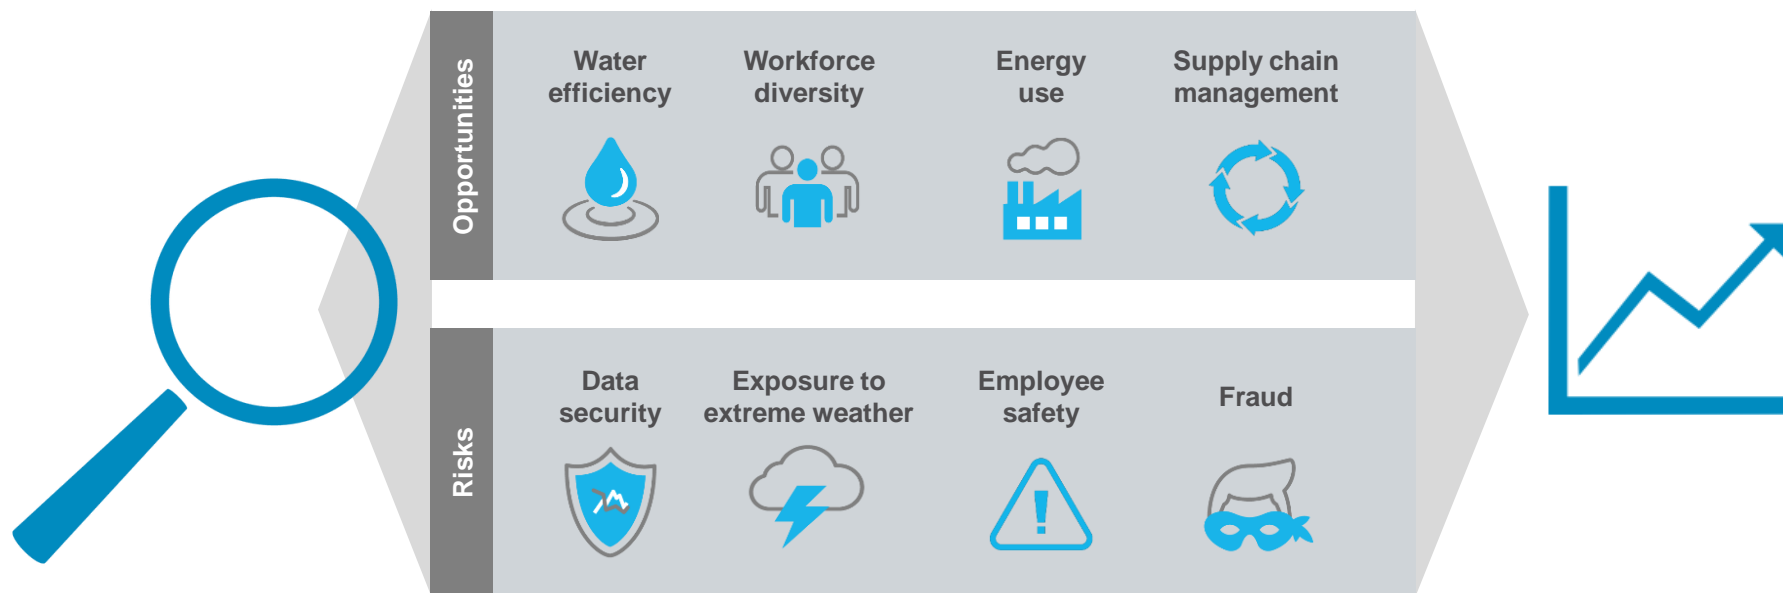 Opportunities
Water
efficiency
Workforce
diversity
Energy
use
Supply chain
management
Risks
Data
security
Exposure to
extreme weather
Employee
safety
Fraud